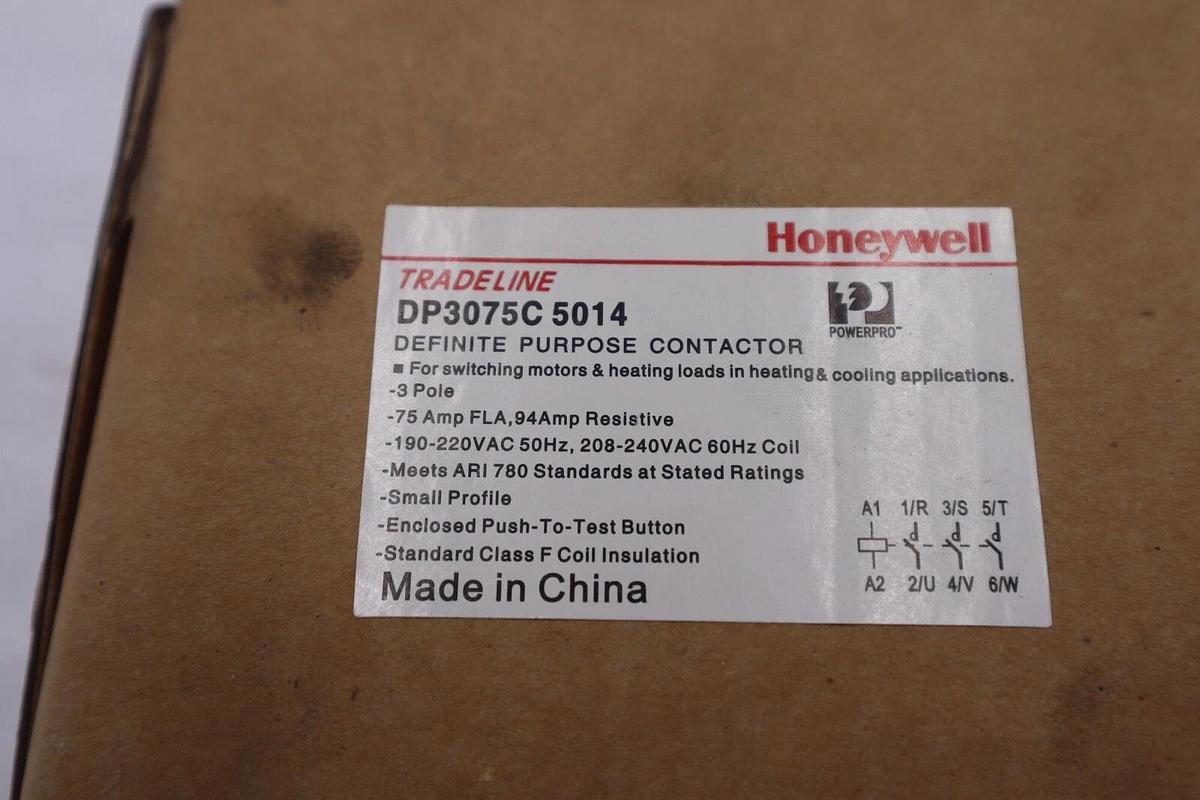 Honeywell
TRADELINE
DP3075C 5014
POWERPRO™
DEFINITE PURPOSE CONTACTOR
■ For switching motors & heating loads in heating & cooling applications.
-3 Pole
-75 Amp FLA,94Amp Resistive
-190-220VAC 50Hz, 208-240VAC 60Hz Coil
-Meets ARI 780 Standards at Stated Ratings
-Small Profile
-Enclosed Push-To-Test Button
-Standard Class F Coil Insulation
Made in China
A1 1/R 3/S 5/T
A2 2/U 4/V 6/W